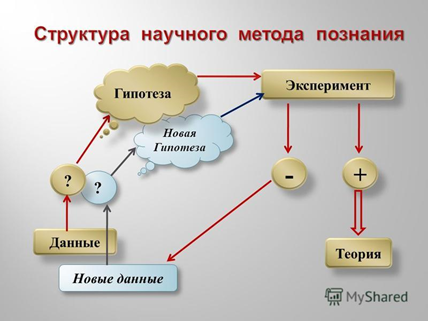 Структура научного метода познания
Гипотеза
Эксперимент
Новая
Гипотеза
?
?
-
+
Данные
Теория
Новые данные
MyShared